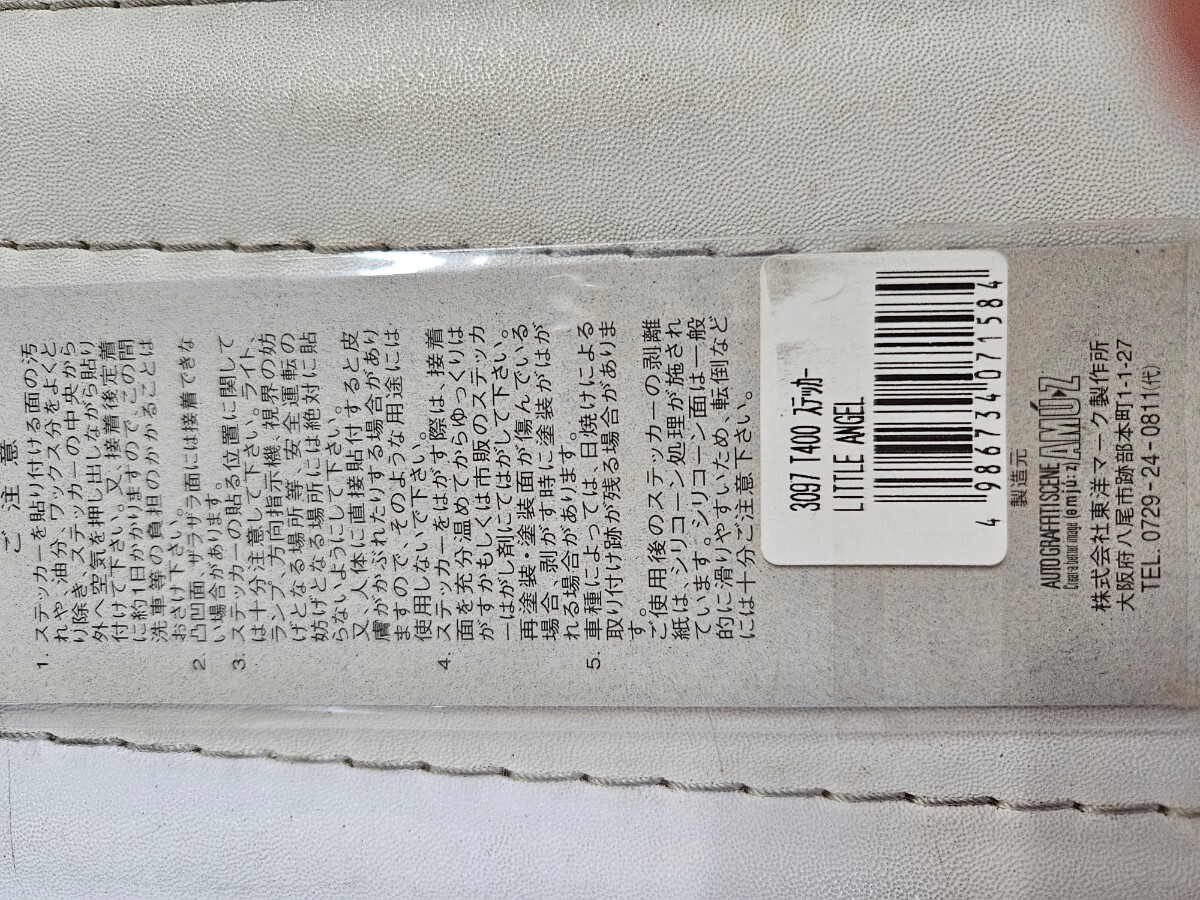 ご注意
1. ステッカーを貼り付ける面の汚
れや、油分、ワックス分をよくと
り除き、ステッカーの中央から
外へ空気を押し出しながら貼り
付けて下さい。又、接着後定着
に約1日かかりますので、この間
洗車等の負担のかかることは
おさけ下さい。
2. 凸凹面、ザラザラ面には接着できな
い場合があります。
3. ステッカーの貼る位置に関して
は十分注意して下さい。ライト、
ランプ、方向指示機、視界の妨
げとなる場所等、安全運転の
妨げとなる場所には絶対に貼
らないようにして下さい。
又、人体に直接貼付すると皮
膚がかぶれたりする場合があり
ますので、そのような用途には
使用しないで下さい。
4. ステッカーをはがす際は、接着
面を充分温めてからゆっくりは
がすかもしくは市販のステッカ
ーはがし剤にてはがして下さい。
再塗装・塗装面が傷んでいる
場合、剥がす時に塗装がはが
れる場合があります。
5. 車種によっては、日焼けによる
取り付け跡が残る場合がありま
す。
ご使用後のステッカーの剥離
紙は、シリコーン処理が施され
ています。シリコーン面は一般
的に滑りやすいため、転倒など
には十分ご注意下さい。
3097 T400 ステッカー
LITTLE ANGEL
4 986734 071584
製造元
AUTO GRAFFITI SCENE AMÚZ
Create a better image [əmjú:z]
株式会社東洋マーク製作所
大阪府八尾市跡部本町1-1-27
TEL. 0729-24-0811(代)